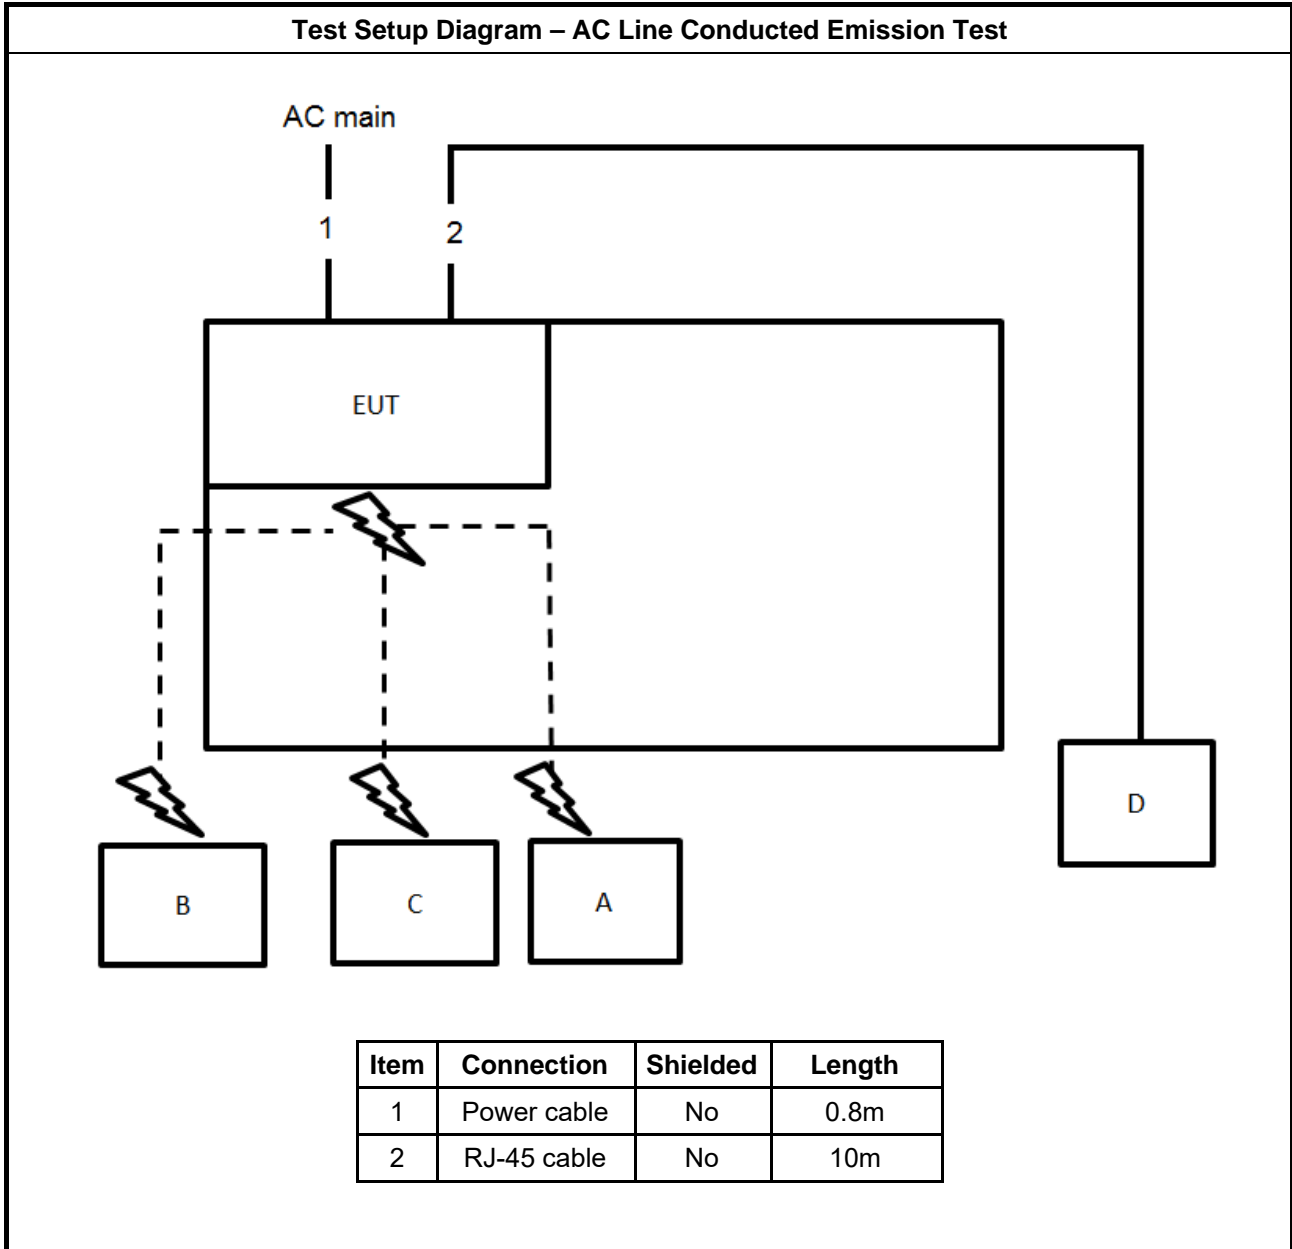 Test Setup Diagram – AC Line Conducted Emission Test
AC main
1
2
EUT
D
B
C
A
Item Connection Shielded Length
1 Power cable No 0.8m
2 RJ-45 cable No 10m